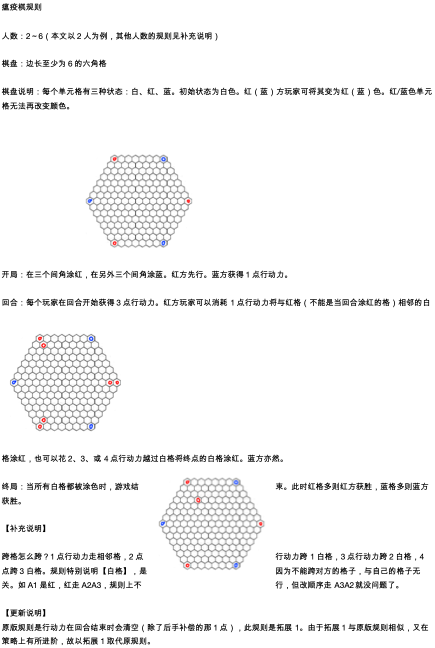 瘟疫棋规则
人数：2～6（本文以2人为例，其他人数的规则见补充说明）
棋盘：边长至少为6的六角格
棋盘说明：每个单元格有三种状态：白、红、蓝。初始状态为白色。红（蓝）方玩家可将其变为红（蓝）色。红/蓝色单元
格无法再改变颜色。
开局：在三个间角涂红，在另外三个间角涂蓝。红方先行。蓝方获得1点行动力。
回合：每个玩家在回合开始获得3点行动力。红方玩家可以消耗 1点行动力将与红格（不能是当回合涂红的格）相邻的白
格涂红，也可以花2、3、或 4点行动力越过白格将终点的白格涂红。蓝方亦然。
终局：当所有白格都被涂色时，游戏结
束。此时红格多则红方获胜，蓝格多则蓝方
获胜。
【补充说明】
跨格怎么跨？1点行动力走相邻格，2点
行动力跨1白格，3点行动力跨2白格，4
点跨3白格。规则特别说明【白格】，是
因为不能跨对方的格子，与自己的格子无
关。如A1是红，红走A2A3，规则上不
行，但改顺序走A3A2就没问题了。
【更新说明】
原版规则是行动力在回合结束时会清空（除了后手补偿的那1点），此规则是拓展1。由于拓展1与原版规则相似，又在
策略上有所进阶，故以拓展1取代原规则。